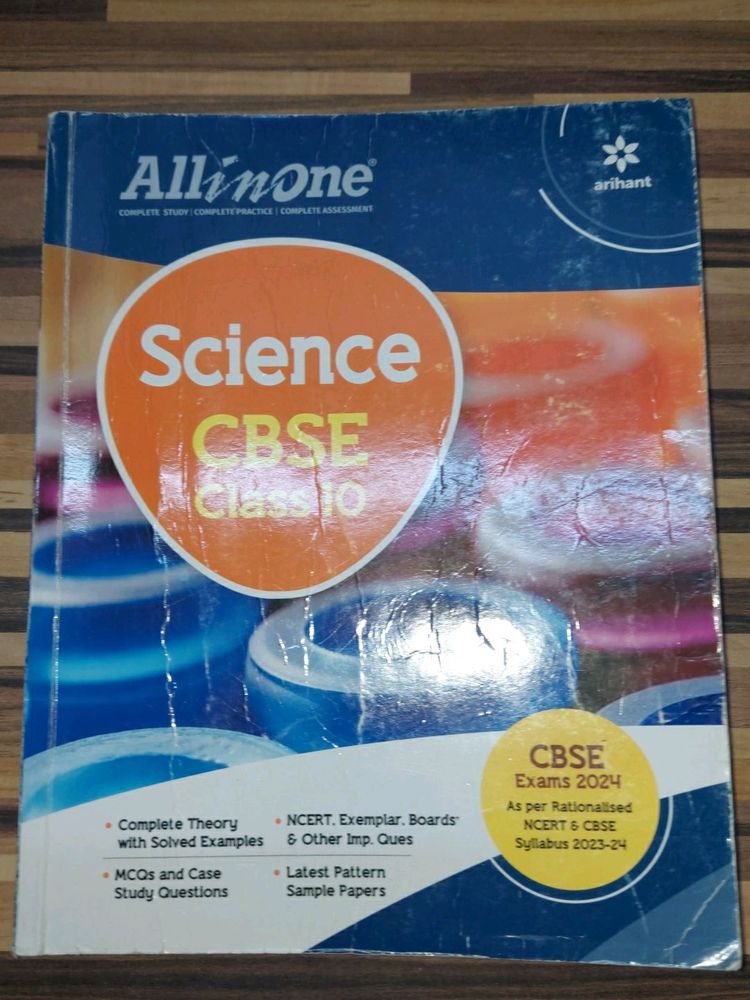 All in One®
COMPLETE STUDY | COMPLETE PRACTICE | COMPLETE ASSESSMENT
arihant
Science
CBSE
Class 10
CBSE
Exams 2024
As per Rationalised
NCERT & CBSE
Syllabus 2023-24
• Complete Theory
with Solved Examples
• NCERT, Exemplar, Boards'
& Other Imp. Ques
• MCQs and Case
Study Questions
• Latest Pattern
Sample Papers